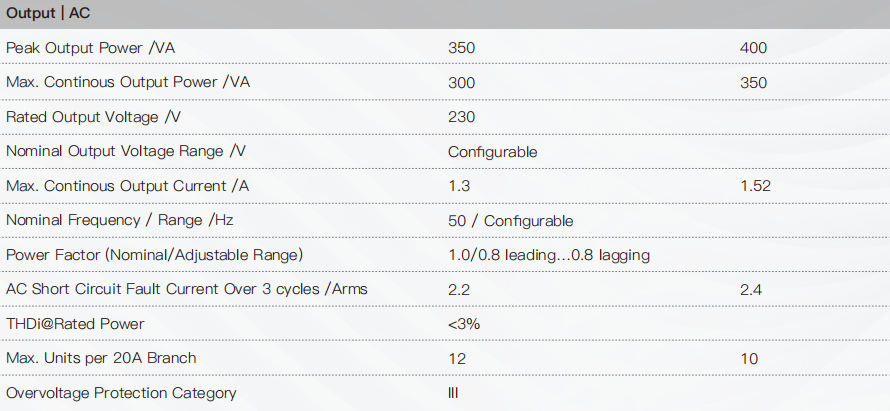 Output | AC
Peak Output Power /VA 350 400
Max. Continous Output Power /VA 300 350
Rated Output Voltage /V 230
Nominal Output Voltage Range /V Configurable
Max. Continous Output Current /A 1.3 1.52
Nominal Frequency / Range /Hz 50 / Configurable
Power Factor (Nominal/Adjustable Range) 1.0/0.8 leading...0.8 lagging
AC Short Circuit Fault Current Over 3 cycles /Arms 2.2 2.4
THDi@Rated Power <3%
Max. Units per 20A Branch 12 10
Overvoltage Protection Category III